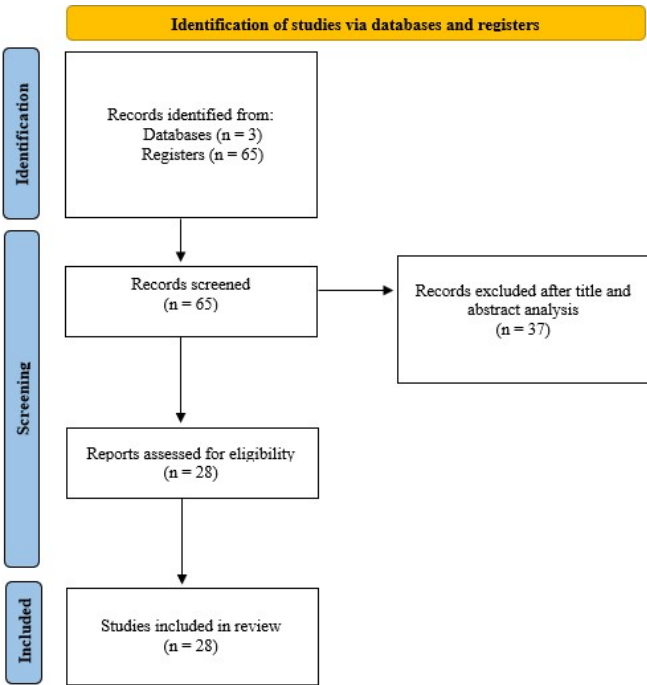 Identification of studies via databases and registers
Identification
Records identified from:
Databases (n = 3)
Registers (n = 65)
Screening
Records screened
(n = 65)
Records excluded after title and
abstract analysis
(n = 37)
Reports assessed for eligibility
(n = 28)
Included
Studies included in review
(n = 28)